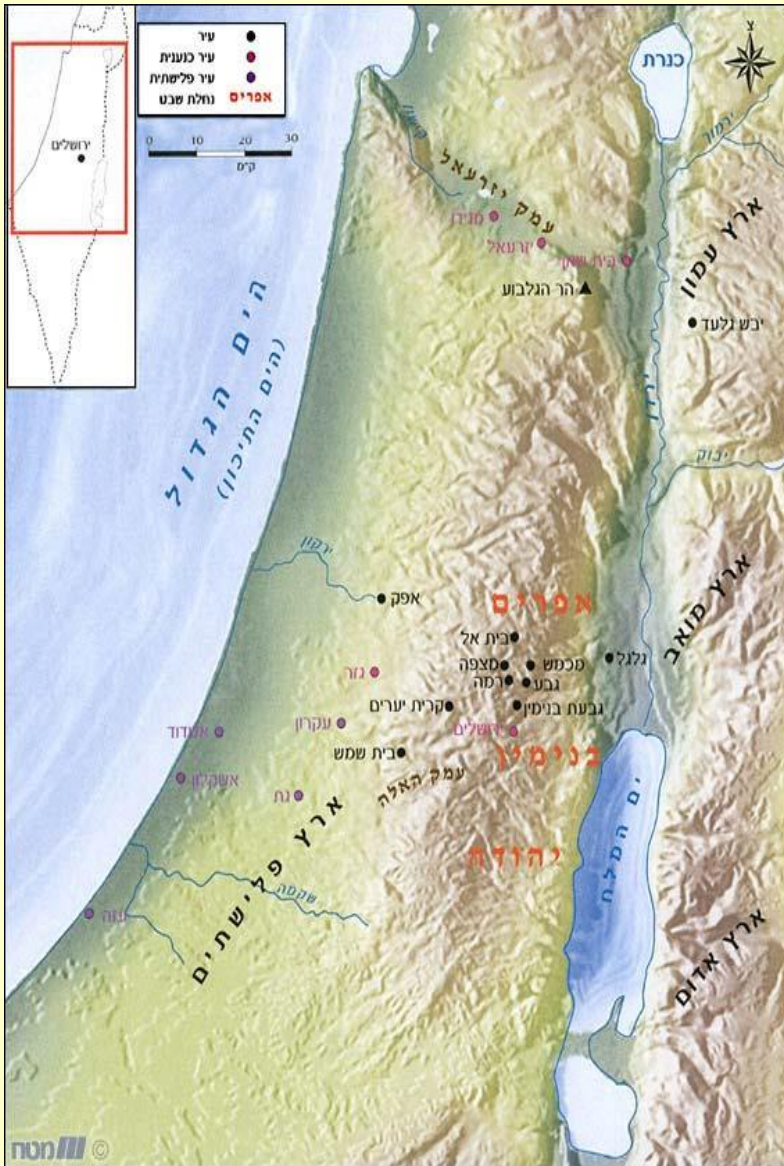 עיר
עיר כנענית
עיר פלישתית
אפרים נחלת שבט
0 10 20 30
ק"מ
ירושלים
צ
כנרת
ירמוך
קישון
עמק יזרעאל
מגידו
יזרעאל
בית שאן
הר הגלבוע
ארץ עמון
יבש גלעד
ירדן
יבוק
הים הגדול
(הים התיכון)
ירקון
אפק
אפרים
בית אל
מצפה
מכמש
רמה
גבע
גלגל
ארץ מואב
גזר
קרית יערים
גבעת בנימין
עקרון
ירושלים
אשדוד
בית שמש
בנימין
עמק האלה
אשקלון
גת
ארץ פלישתים
יהודה
ים המלח
שקמה
עזה
ארץ אדום
מטח ©